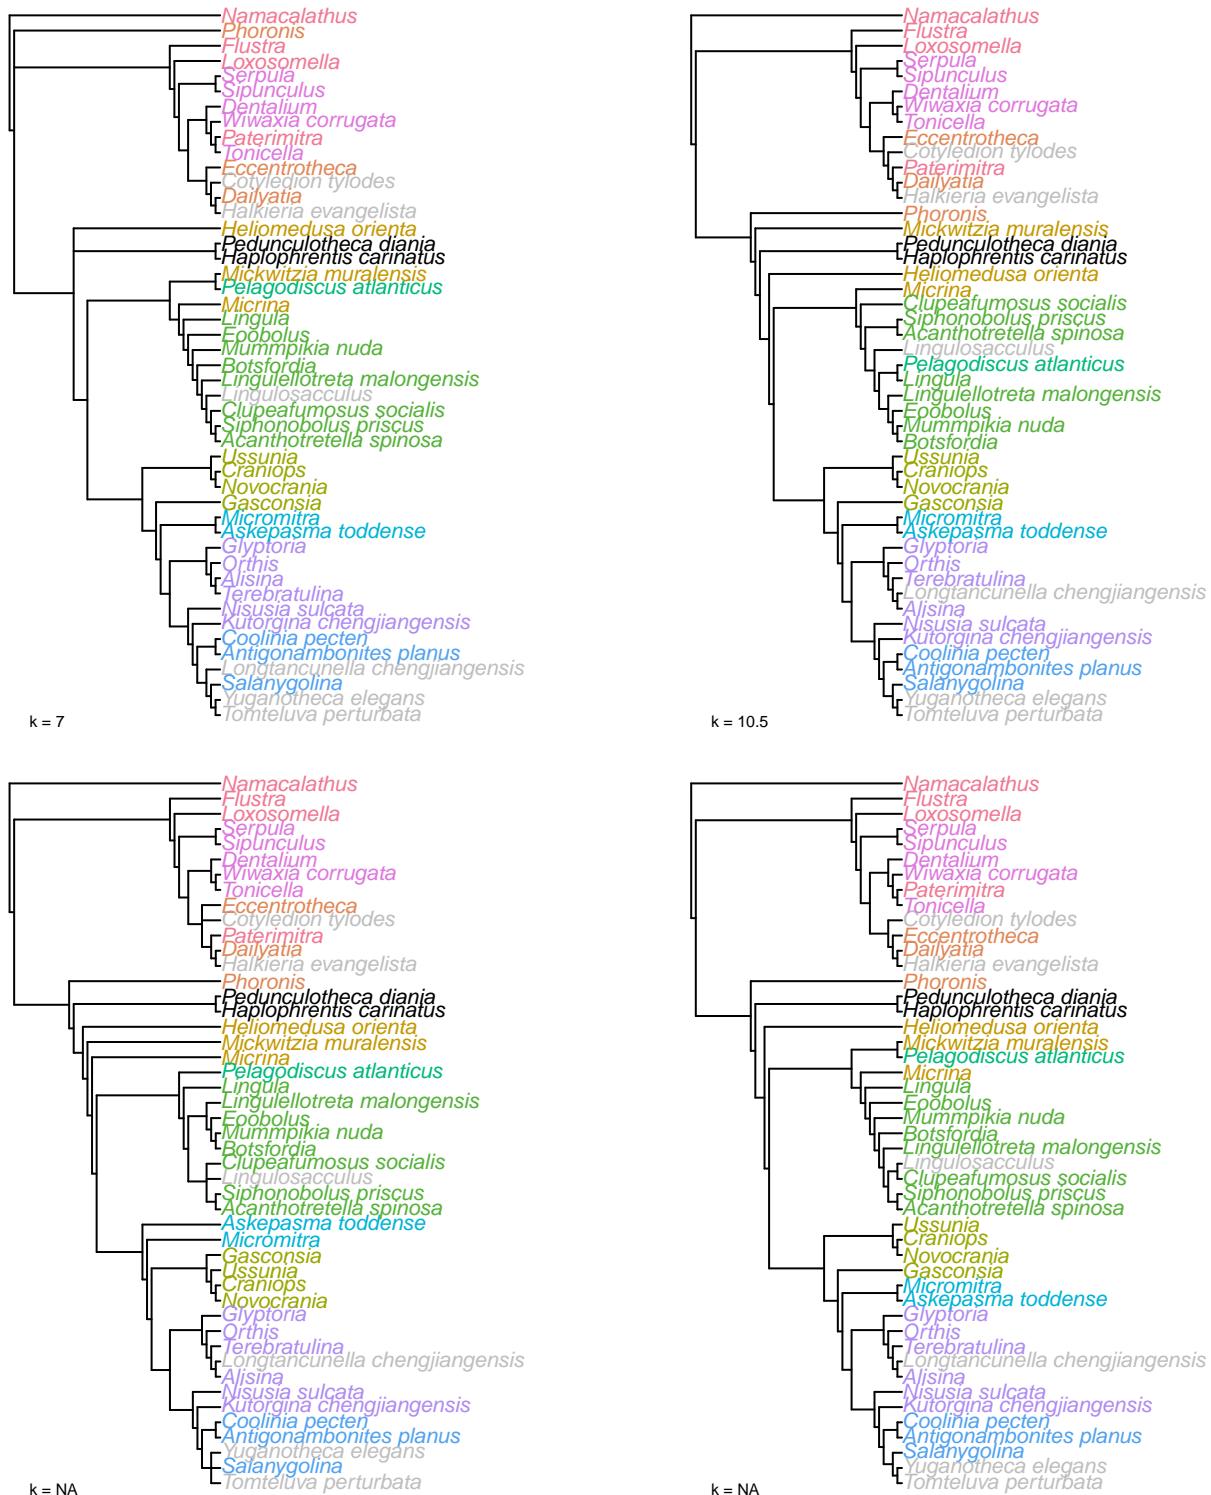 Namacalathus
Phoronis
Flustra
Loxosomella
Serpula
Sipunculus
Dentalium
Wiwaxia corrugata
Paterimitra
Tonicella
Eccentrotheca
Cotyledion tylodes
Dailyatia
Halkieria evangelista
Heliomedusa orienta
Pedunculotheca diania
Haplophrentis carinatus
Mickwitzia muralensis
Pelagodiscus atlanticus
Micrina
Lingula
Eoobolus
Mummpikia nuda
Botsfordia
Lingulellotreta malongensis
Lingulosacculus
Clupeafumosus socialis
Siphonobolus priscus
Acanthotretella spinosa
Ussunia
Craniops
Novocrania
Gasconsia
Micromitra
Askepasma toddense
Glyptoria
Orthis
Alisina
Terebratulina
Nisusia sulcata
Kutorgina chengjiangensis
Coolinia pecten
Antigonambonites planus
Longtancunella chengjiangensis
Salanygolina
Yuganotheca elegans
Tomteluva perturbata
k = 7
Namacalathus
Flustra
Loxosomella
Serpula
Sipunculus
Dentalium
Wiwaxia corrugata
Tonicella
Eccentrotheca
Cotyledion tylodes
Paterimitra
Dailyatia
Halkieria evangelista
Phoronis
Mickwitzia muralensis
Pedunculotheca diania
Haplophrentis carinatus
Heliomedusa orienta
Micrina
Clupeafumosus socialis
Siphonobolus priscus
Acanthotretella spinosa
Lingulosacculus
Pelagodiscus atlanticus
Lingula
Lingulellotreta malongensis
Eoobolus
Mummpikia nuda
Botsfordia
Ussunia
Craniops
Novocrania
Gasconsia
Micromitra
Askepasma toddense
Glyptoria
Orthis
Terebratulina
Longtancunella chengjiangensis
Alisina
Nisusia sulcata
Kutorgina chengjiangensis
Coolinia pecten
Antigonambonites planus
Salanygolina
Yuganotheca elegans
Tomteluva perturbata
k = 10.5
Namacalathus
Flustra
Loxosomella
Serpula
Sipunculus
Dentalium
Wiwaxia corrugata
Tonicella
Eccentrotheca
Cotyledion tylodes
Paterimitra
Dailyatia
Halkieria evangelista
Phoronis
Pedunculotheca diania
Haplophrentis carinatus
Heliomedusa orienta
Mickwitzia muralensis
Micrina
Pelagodiscus atlanticus
Lingula
Lingulellotreta malongensis
Eoobolus
Mummpikia nuda
Botsfordia
Clupeafumosus socialis
Lingulosacculus
Siphonobolus priscus
Acanthotretella spinosa
Askepasma toddense
Micromitra
Gasconsia
Ussunia
Craniops
Novocrania
Glyptoria
Orthis
Terebratulina
Longtancunella chengjiangensis
Alisina
Nisusia sulcata
Kutorgina chengjiangensis
Coolinia pecten
Antigonambonites planus
Yuganotheca elegans
Salanygolina
Tomteluva perturbata
k = NA
Namacalathus
Flustra
Loxosomella
Serpula
Sipunculus
Dentalium
Wiwaxia corrugata
Paterimitra
Tonicella
Cotyledion tylodes
Eccentrotheca
Dailyatia
Halkieria evangelista
Phoronis
Pedunculotheca diania
Haplophrentis carinatus
Heliomedusa orienta
Mickwitzia muralensis
Pelagodiscus atlanticus
Micrina
Lingula
Eoobolus
Mummpikia nuda
Botsfordia
Lingulellotreta malongensis
Lingulosacculus
Clupeafumosus socialis
Siphonobolus priscus
Acanthotretella spinosa
Ussunia
Craniops
Novocrania
Gasconsia
Micromitra
Askepasma toddense
Glyptoria
Orthis
Terebratulina
Longtancunella chengjiangensis
Alisina
Nisusia sulcata
Kutorgina chengjiangensis
Coolinia pecten
Antigonambonites planus
Salanygolina
Yuganotheca elegans
Tomteluva perturbata
k = NA